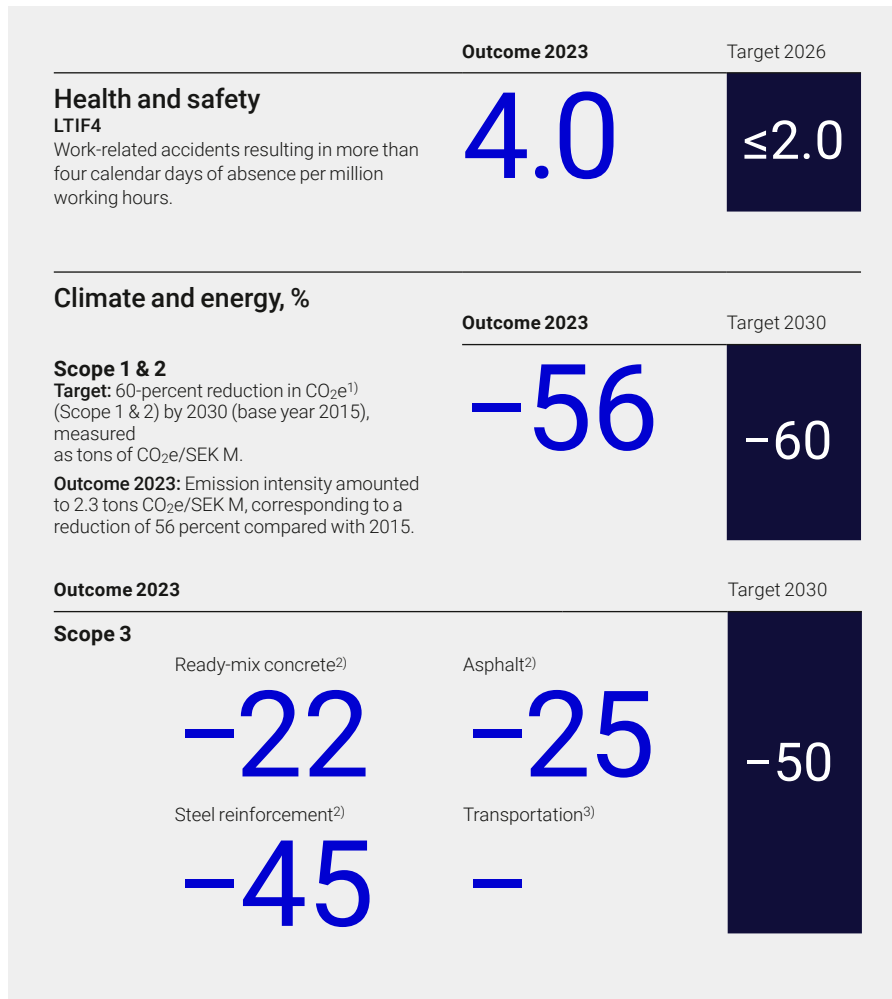 Outcome 2023 Target 2026
Health and safety
LTIF4
Work-related accidents resulting in more than
four calendar days of absence per million
working hours.
4.0
≤2.0
Climate and energy, %
Outcome 2023 Target 2030
Scope 1 & 2
Target: 60-percent reduction in CO₂e¹⁾
(Scope 1 & 2) by 2030 (base year 2015),
measured
as tons of CO₂e/SEK M.
Outcome 2023: Emission intensity amounted
to 2.3 tons CO₂e/SEK M, corresponding to a
reduction of 56 percent compared with 2015.
–56
–60
Outcome 2023 Target 2030
Scope 3
Ready-mix concrete²⁾ Asphalt²⁾
–22 –25
–50
Steel reinforcement²⁾ Transportation³⁾
–45 –